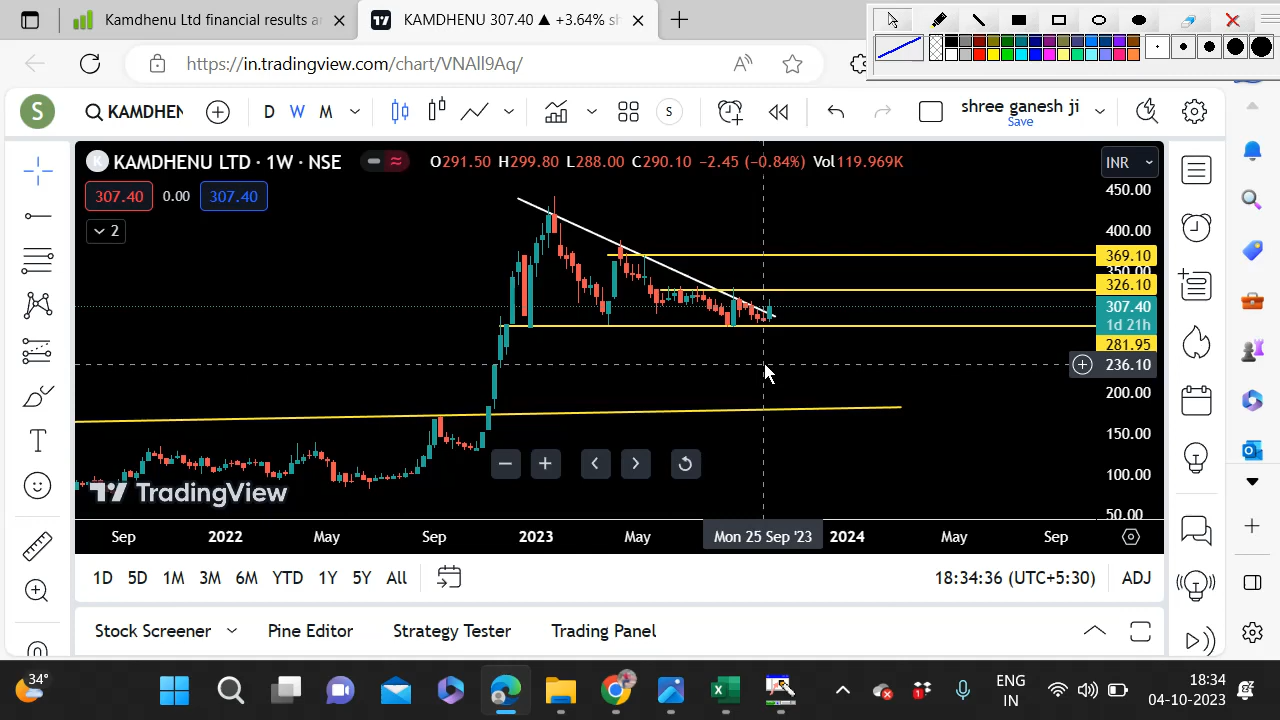 Kamdhenu Ltd financial results a
KAMDHENU 307.40 ▲ +3.64% sh
https://in.tradingview.com/chart/VNAll9Aq/
S
KAMDHEN
D W M
S
shree ganesh ji
Save
K KAMDHENU LTD · 1W · NSE
O291.50 H299.80 L288.00 C290.10 -2.45 (-0.84%) Vol119.969K
INR
307.40 0.00 307.40
2
450.00
400.00
369.10
350.00
326.10
307.40
1d 21h
281.95
236.10
200.00
150.00
100.00
50.00
TradingView
Sep 2022 May Sep 2023 May Mon 25 Sep '23 2024 May Sep
1D 5D 1M 3M 6M YTD 1Y 5Y All
18:34:36 (UTC+5:30) ADJ
Stock Screener Pine Editor Strategy Tester Trading Panel
34°
1
ENG
IN
18:34
04-10-2023